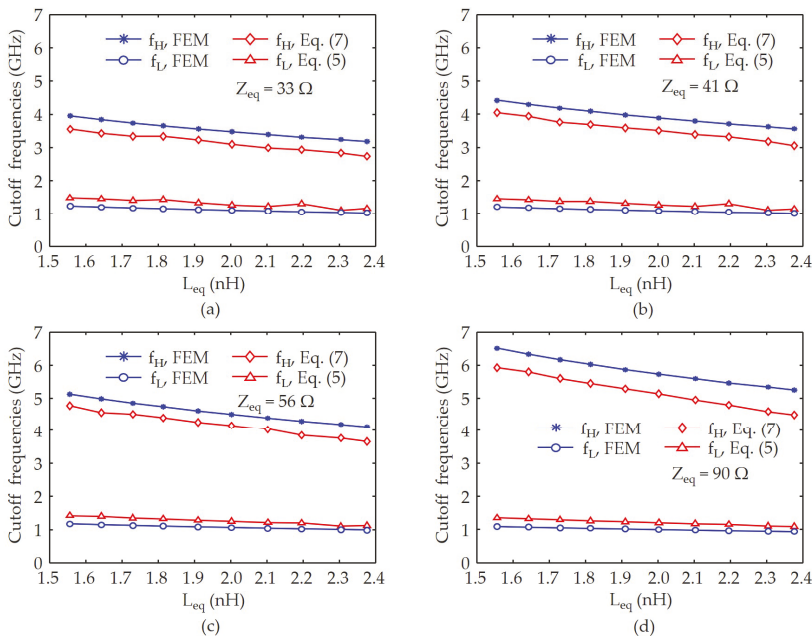 (a)
7
6
5
4
3
2
1
0
Cutoff frequencies (GHz)
f_H, FEM f_H, Eq. (7)
f_L, FEM f_L, Eq. (5)
Z_eq = 33 Ω
1.5 1.6 1.7 1.8 1.9 2.0 2.1 2.2 2.3 2.4
L_eq (nH)
(a)
7
6
5
4
3
2
1
0
Cutoff frequencies (GHz)
f_H, FEM f_H, Eq. (7)
f_L, FEM f_L, Eq. (5)
Z_eq = 41 Ω
1.5 1.6 1.7 1.8 1.9 2.0 2.1 2.2 2.3 2.4
L_eq (nH)
(b)
7
6
5
4
3
2
1
0
Cutoff frequencies (GHz)
f_H, FEM f_H, Eq. (7)
f_L, FEM f_L, Eq. (5)
Z_eq = 56 Ω
1.5 1.6 1.7 1.8 1.9 2.0 2.1 2.2 2.3 2.4
L_eq (nH)
(c)
7
6
5
4
3
2
1
0
Cutoff frequencies (GHz)
f_H, FEM f_H, Eq. (7)
f_L, FEM f_L, Eq. (5)
Z_eq = 90 Ω
1.5 1.6 1.7 1.8 1.9 2.0 2.1 2.2 2.3 2.4
L_eq (nH)
(d)